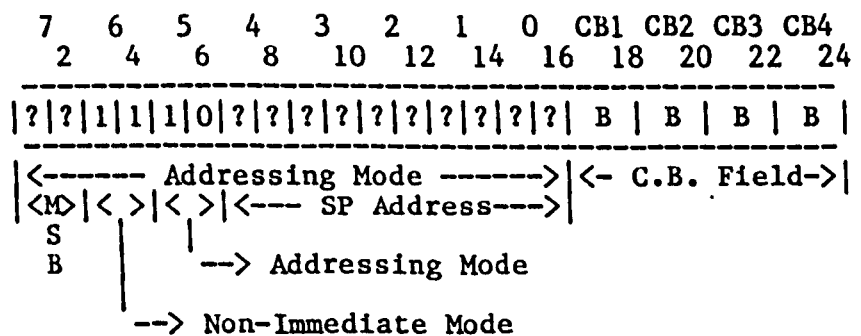 7 6 5 4 3 2 1 0 CB1 CB2 CB3 CB4
2 4 6 8 10 12 14 16 18 20 22 24
|?|?|1|1|1|0|?|?|?|?|?|?|?|?|?|?| B | B | B | B |
|<------ Addressing Mode ------>|<- C.B. Field->|
|<M>|< >|< >|<--- SP Address--->|
S
B --> Addressing Mode
--> Non-Immediate Mode